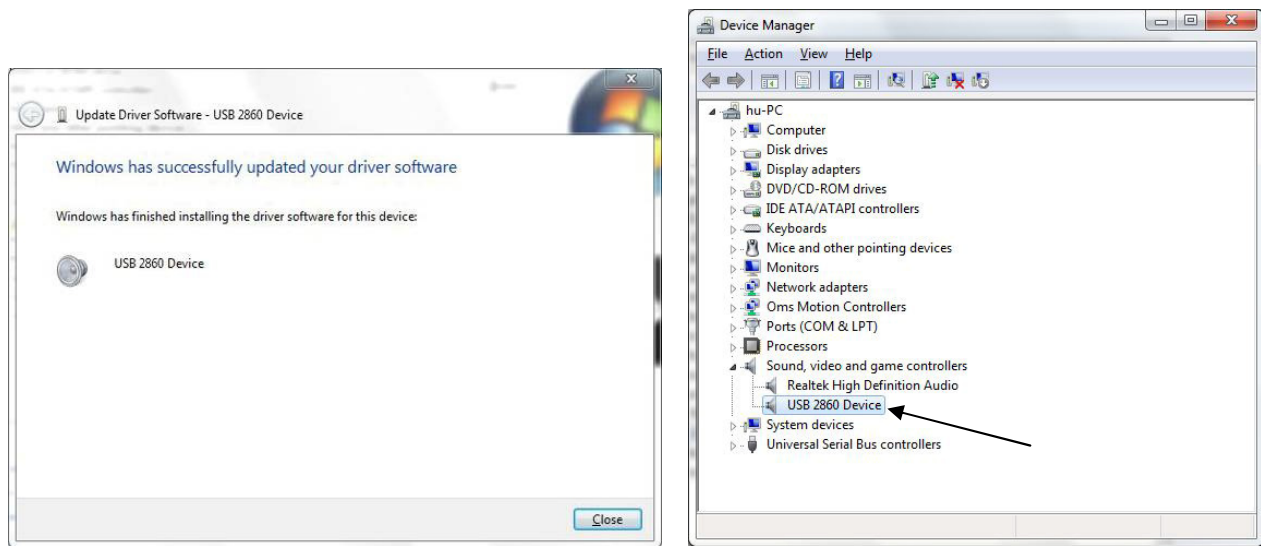 Update Driver Software - USB 2860 Device
Windows has successfully updated your driver software
Windows has finished installing the driver software for this device:
USB 2860 Device
Close
Device Manager
File Action View Help
hu-PC
Computer
Disk drives
Display adapters
DVD/CD-ROM drives
IDE ATA/ATAPI controllers
Keyboards
Mice and other pointing devices
Monitors
Network adapters
Oms Motion Controllers
Ports (COM & LPT)
Processors
Sound, video and game controllers
Realtek High Definition Audio
USB 2860 Device
System devices
Universal Serial Bus controllers